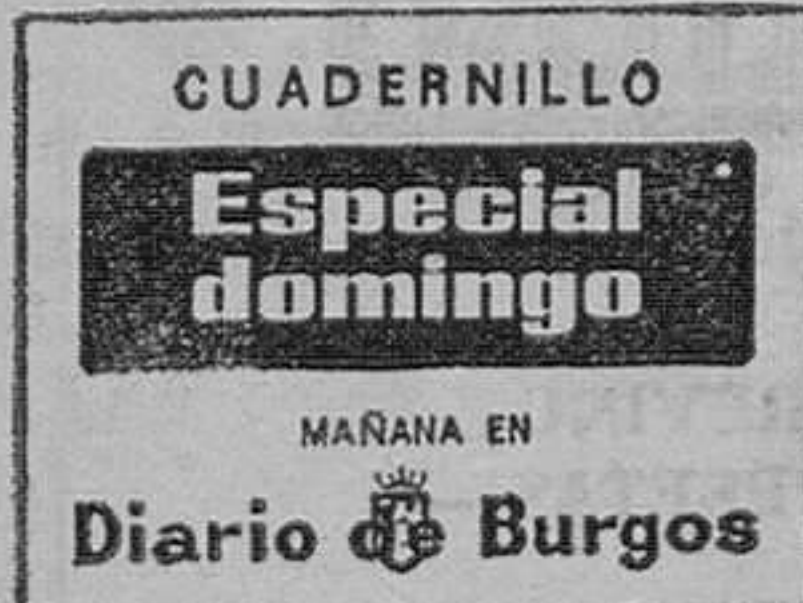 CUADERNILLO
Especial
domingo
MAÑANA EN
Diario de Burgos